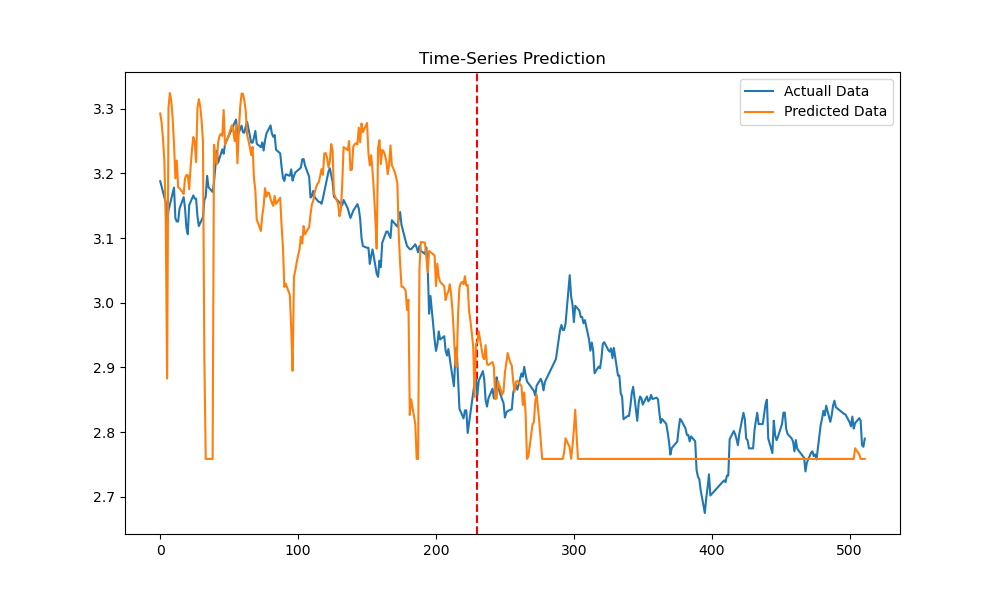 Time-Series Prediction
Actuall Data
Predicted Data
3.3
3.2
3.1
3.0
2.9
2.8
2.7
0 100 200 300 400 500